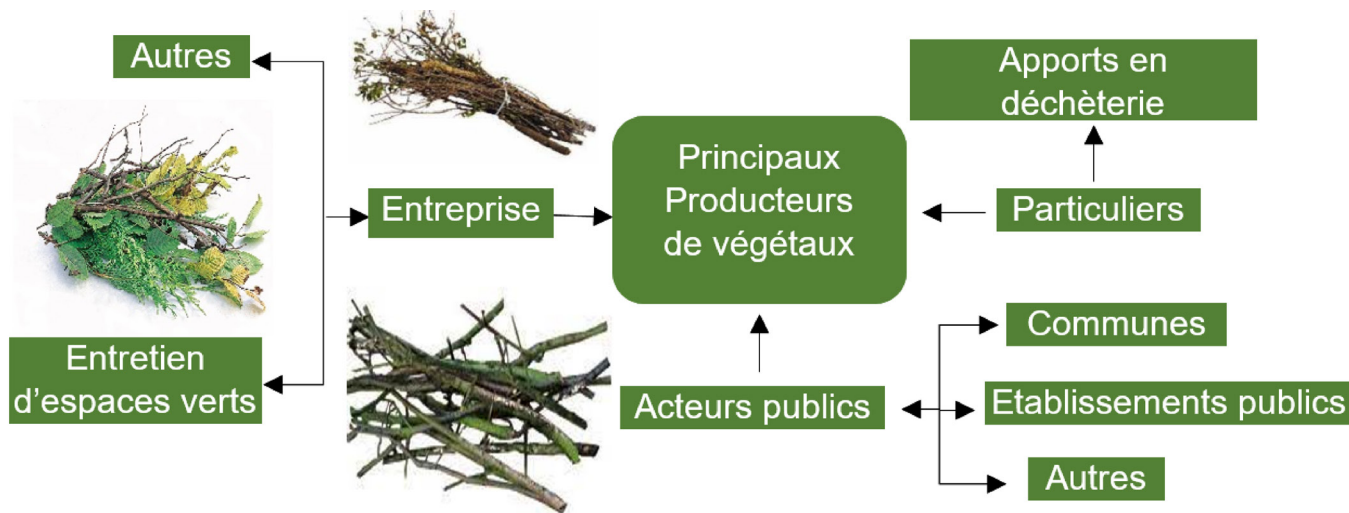 Autres
Entreprise
Entretien
d'espaces verts
Principaux
Producteurs
de végétaux
Apports en
déchèterie
Particuliers
Acteurs publics
Communes
Etablissements publics
Autres